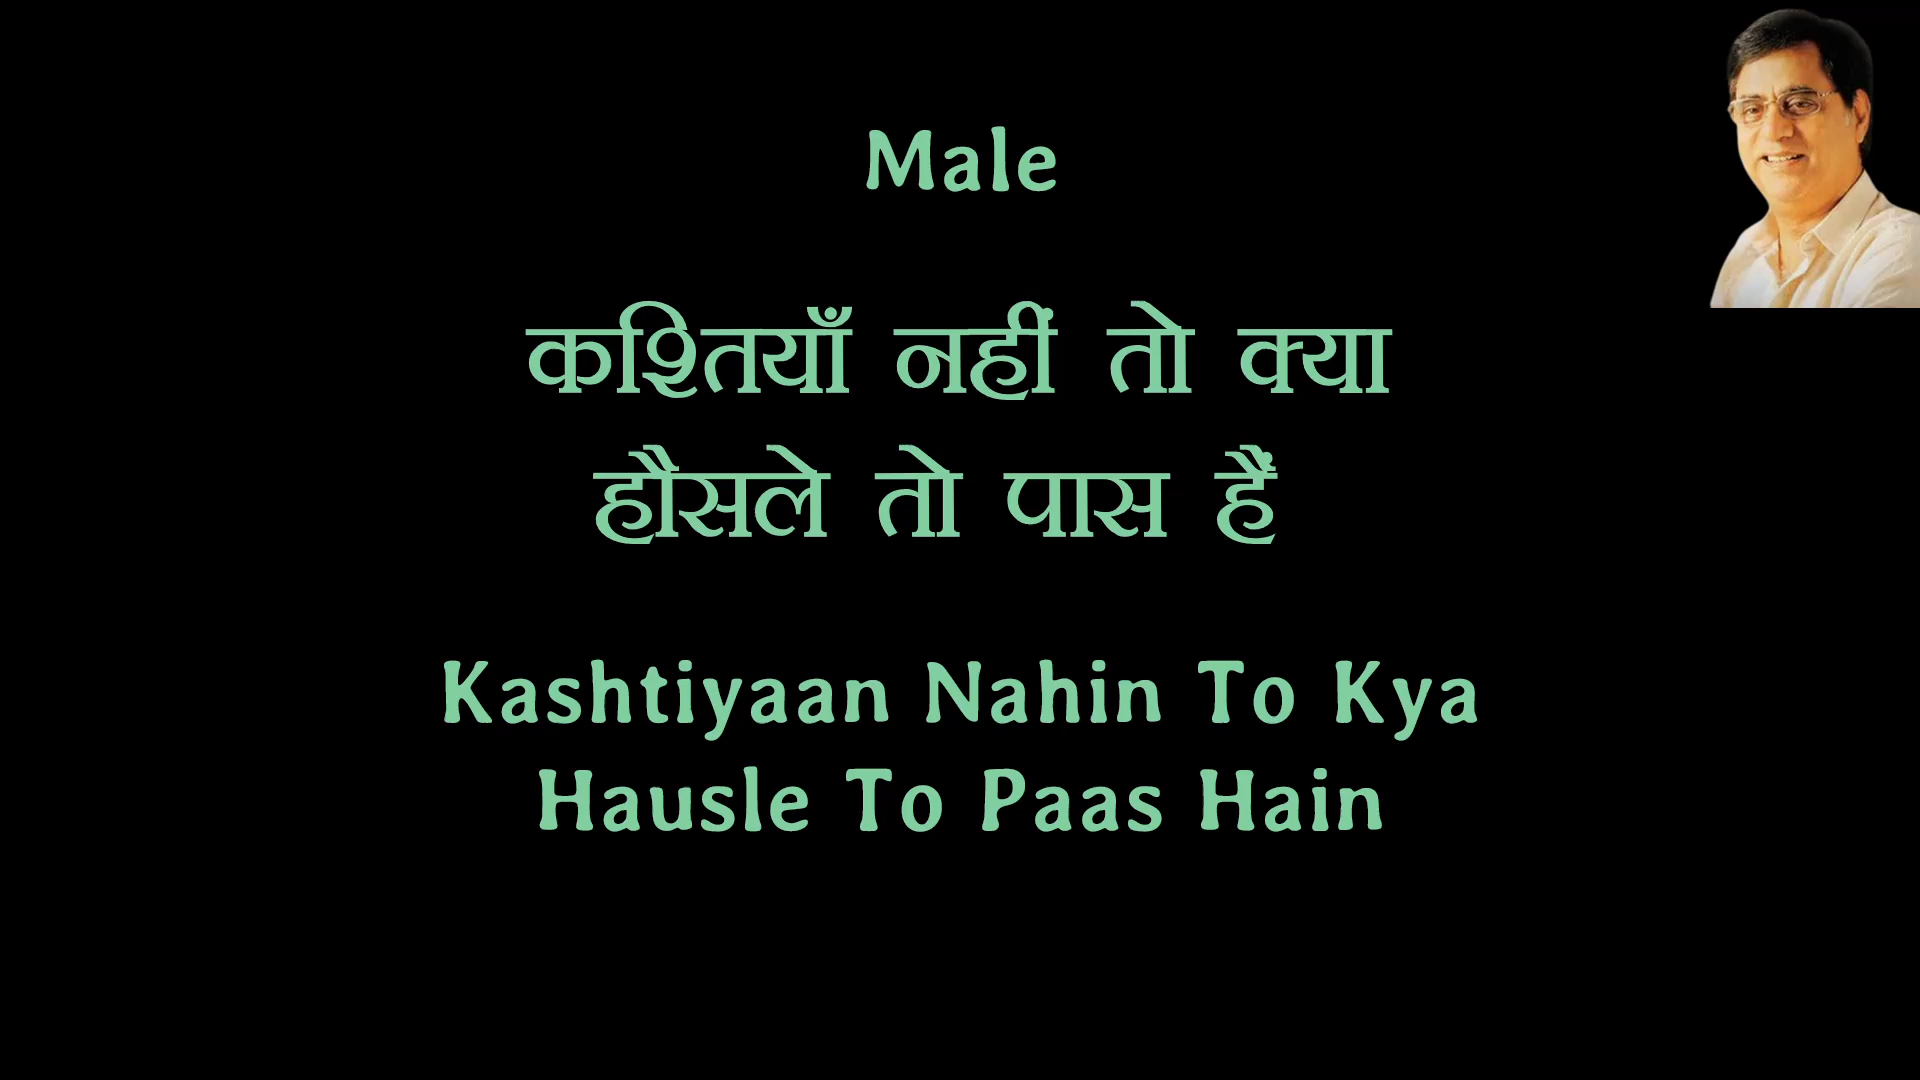 Male
कश्तियाँ नहीं तो क्या
हौसले तो पास हैं
Kashtiyaan Nahin To Kya
Hausle To Paas Hain